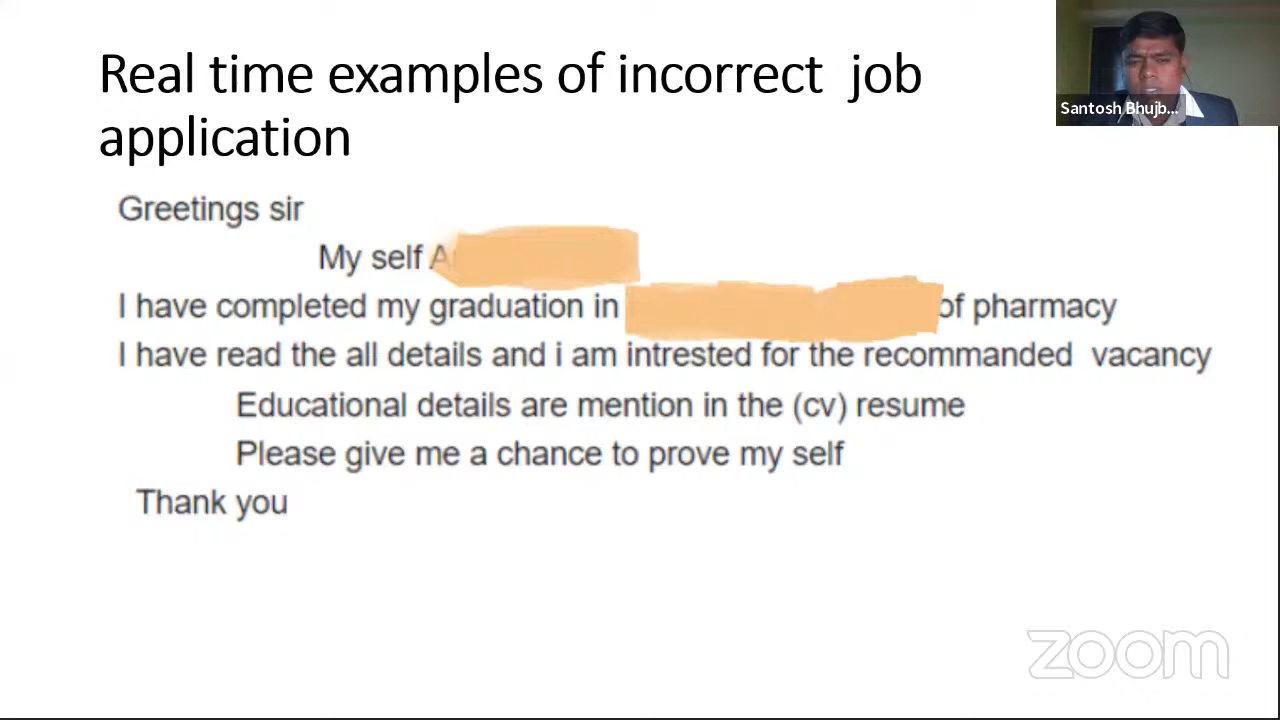 Real time examples of incorrect job
application
Santosh Bhujb...
Greetings sir
My self
I have completed my graduation in of pharmacy
I have read the all details and i am intrested for the recommanded vacancy
Educational details are mention in the (cv) resume
Please give me a chance to prove my self
Thank you
zoom